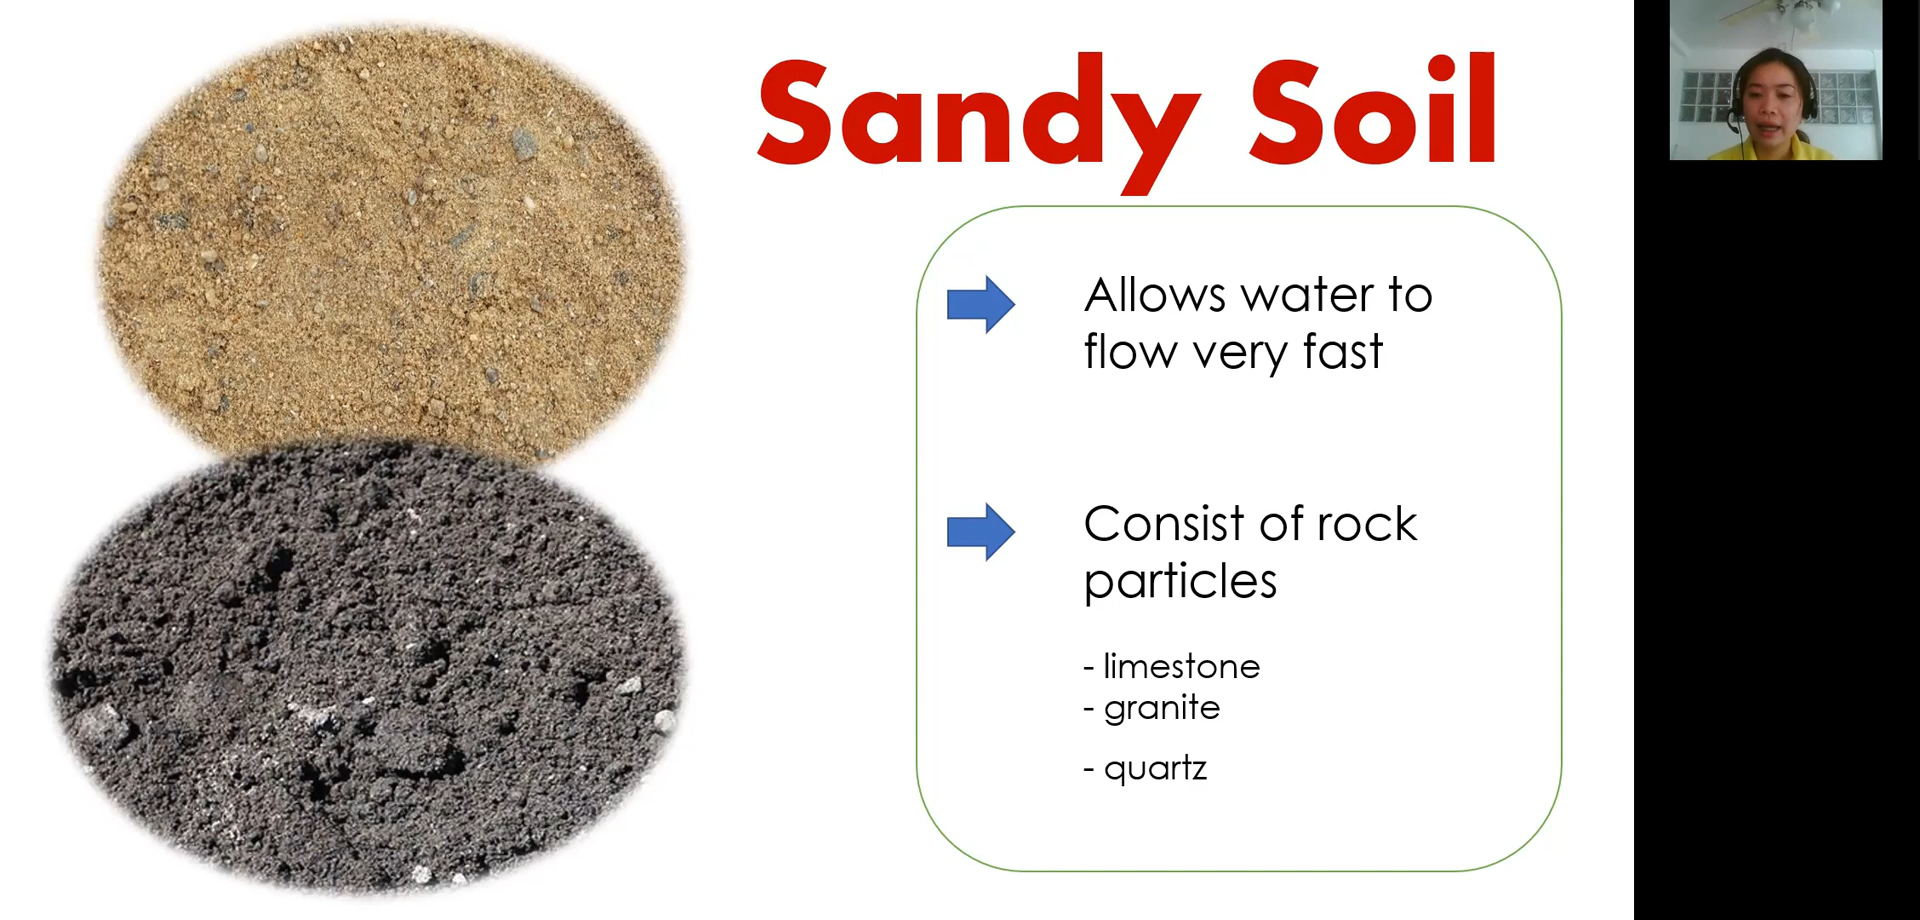 Sandy Soil
Allows water to
flow very fast
Consist of rock
particles
- limestone
- granite
- quartz